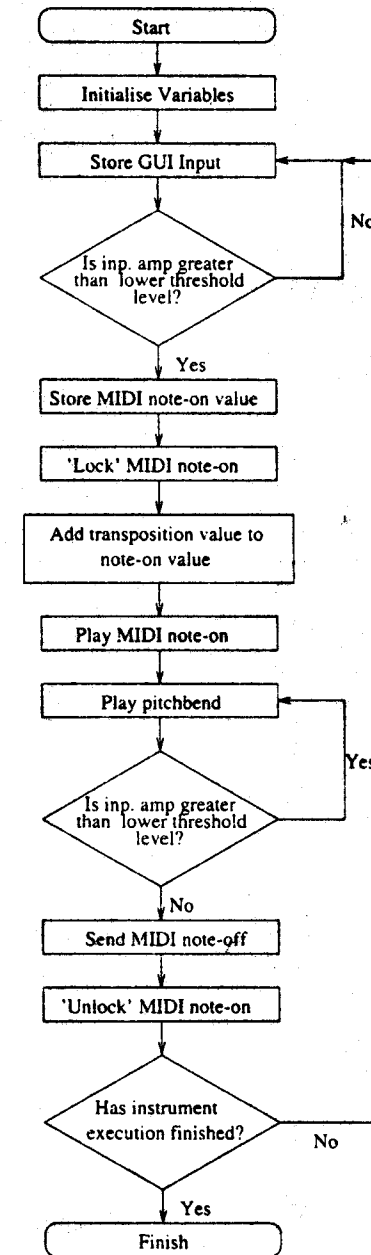 Start
Initialise Variables
Store GUI Input
No
Is inp. amp greater
than lower threshold
level?
Yes
Store MIDI note-on value
'Lock' MIDI note-on
Add transposition value to
note-on value
Play MIDI note-on
Play pitchbend
Yes
Is inp. amp greater
than lower threshold
level?
No
Send MIDI note-off
'Unlock' MIDI note-on
Has instrument
execution finished?
No
Yes
Finish